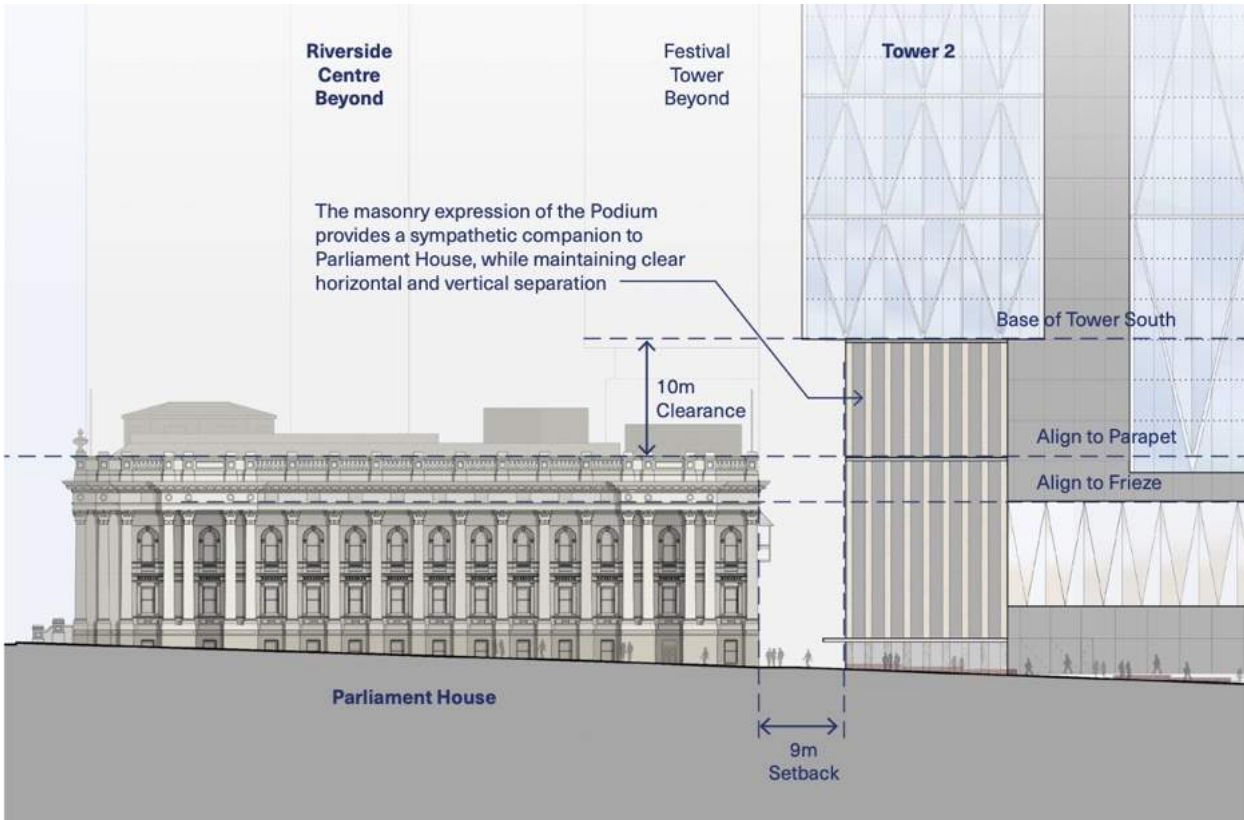 Riverside
Centre
Beyond
Festival
Tower
Beyond
Tower 2
The masonry expression of the Podium
provides a sympathetic companion to
Parliament House, while maintaining clear
horizontal and vertical separation
Base of Tower South
10m
Clearance
Align to Parapet
Align to Frieze
Parliament House
9m
Setback